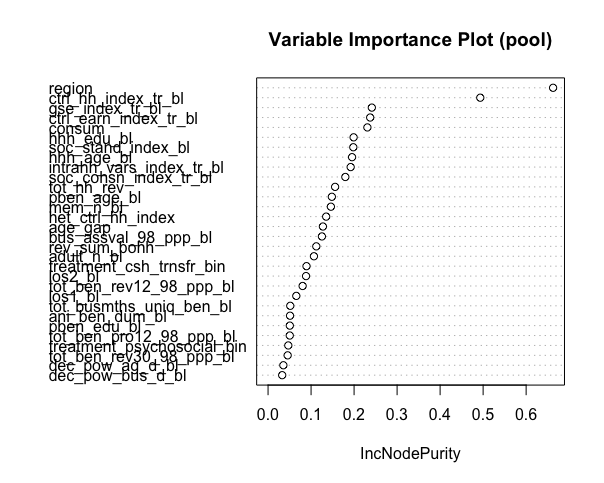 Variable Importance Plot (pool)
region
ctrl_hh_index_tr_bl
gse_index_tr_bl
ctrl_earn_index_tr_bl
consum
hhh_edu_bl
soc_stand_index_bl
hhh_age_bl
intrahh_vars_index_tr_bl
soc_cohsn_index_tr_bl
tot_hh_rev
pben_age_bl
mem_n_bl
net_ctrl_hh_index
age_gap
bus_assval_98_ppp_bl
rev_sum_bohh
adult_n_bl
treatment_csh_trnsfr_bin
los2_bl
tot_ben_rev12_98_ppp_bl
los1_bl
tot_busmths_uniq_ben_bl
ani_ben_dum_bl
pben_edu_bl
tot_ben_pro12_98_ppp_bl
treatment_psychosocial_bin
tot_ben_rev30_98_ppp_bl
dec_pow_ag_d_bl
dec_pow_bus_d_bl
0.0 0.1 0.2 0.3 0.4 0.5 0.6
IncNodePurity